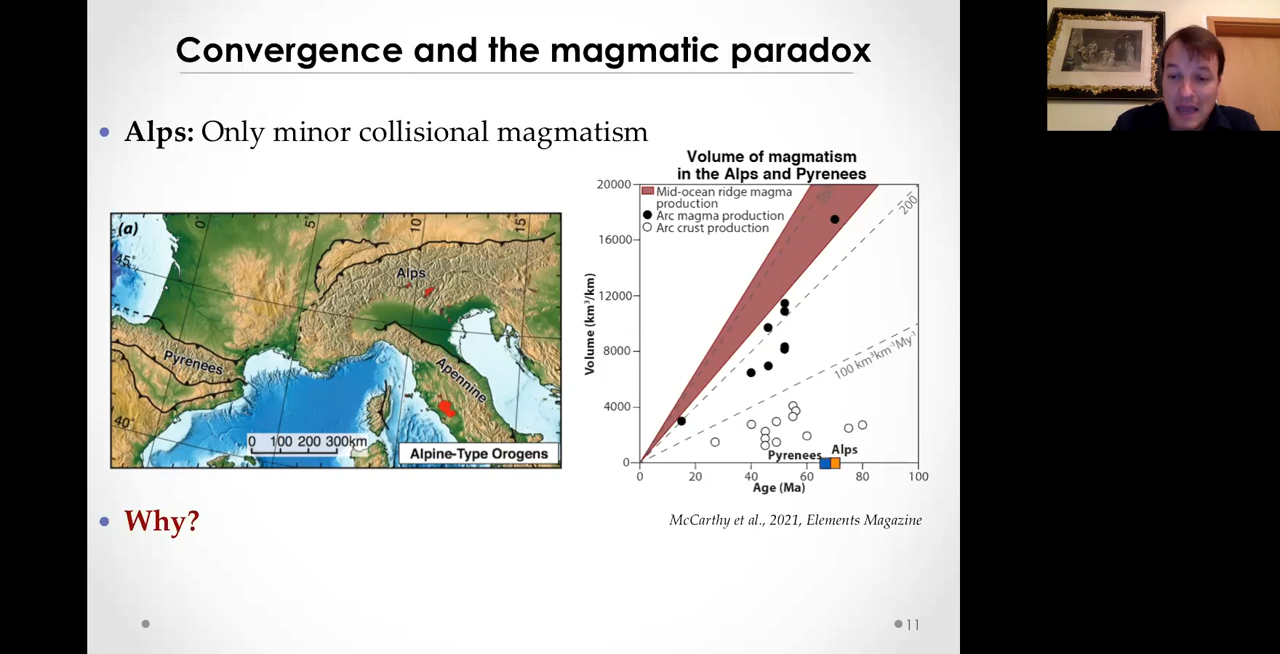 Convergence and the magmatic paradox
• Alps: Only minor collisional magmatism
(a)
0°
5°
10°
15°
45°
40°
Alps
Pyrenees
Apennine
0 100 200 300km
Alpine-Type Orogens
Volume of magmatism
in the Alps and Pyrenees
Mid-ocean ridge magma
production
Arc magma production
Arc crust production
200
100 km³km⁻¹My⁻¹
Volume (km³/km)
20000
16000
12000
8000
4000
0
Pyrenees
Alps
0 20 40 60 80 100
Age (Ma)
• Why?
McCarthy et al., 2021, Elements Magazine
11